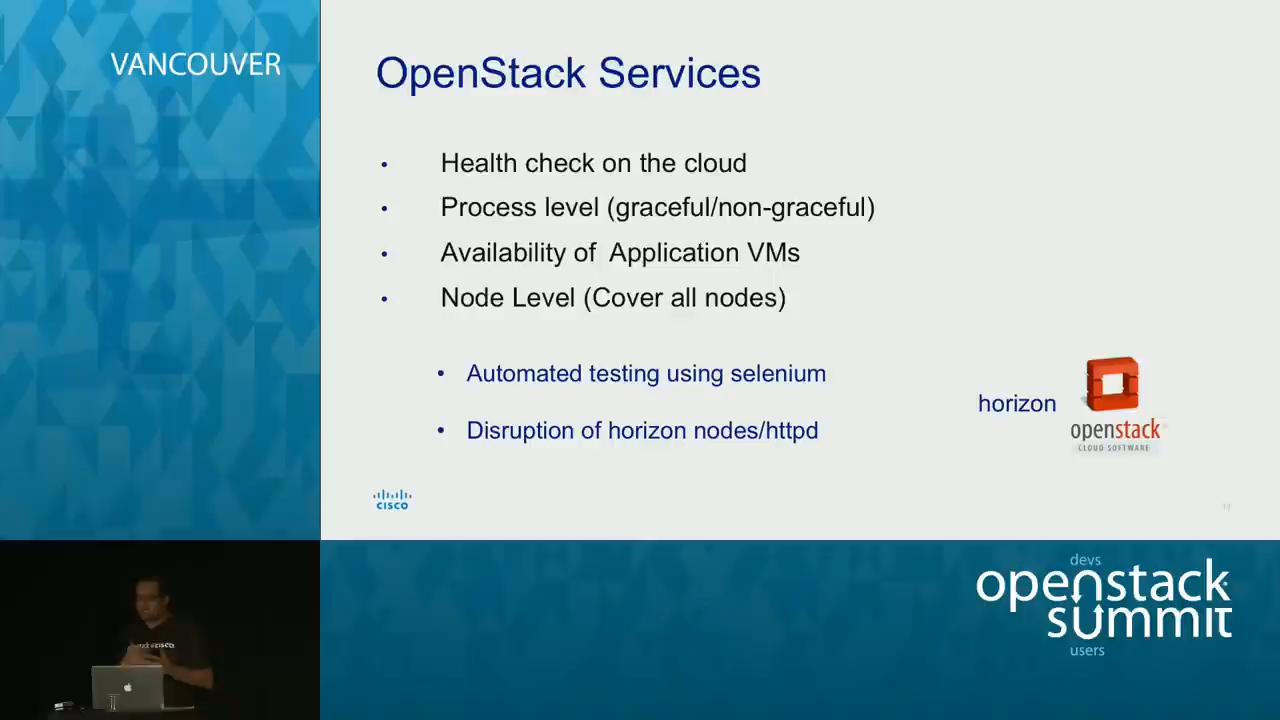 VANCOUVER
OpenStack Services
• Health check on the cloud
• Process level (graceful/non-graceful)
• Availability of Application VMs
• Node Level (Cover all nodes)
• Automated testing using selenium
• Disruption of horizon nodes/httpd
horizon
openstack
CLOUD SOFTWARE
CISCO
devs
openstack
summit
users